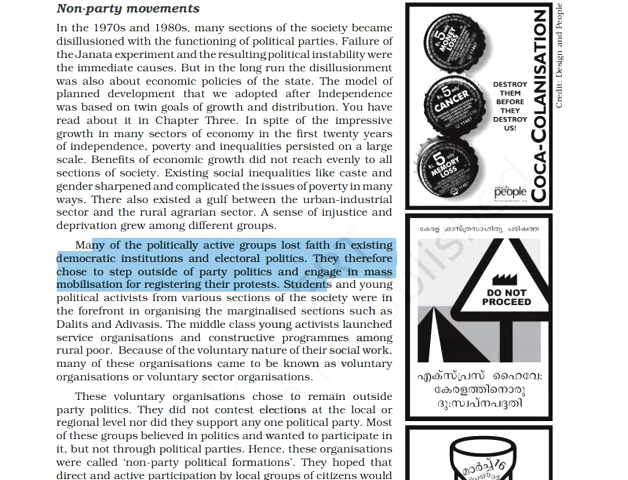 Non-party movements
In the 1970s and 1980s, many sections of the society became
disillusioned with the functioning of political parties. Failure of
the Janata experiment and the resulting political instability were
the immediate causes. But in the long run the disillusionment
was also about economic policies of the state. The model of
planned development that we adopted after Independence
was based on twin goals of growth and distribution. You have
read about it in Chapter Three. In spite of the impressive
growth in many sectors of economy in the first twenty years
of independence, poverty and inequalities persisted on a large
scale. Benefits of economic growth did not reach evenly to all
sections of society. Existing social inequalities like caste and
gender sharpened and complicated the issues of poverty in many
ways. There also existed a gulf between the urban-industrial
sector and the rural agrarian sector. A sense of injustice and
deprivation grew among different groups.
Many of the politically active groups lost faith in existing
democratic institutions and electoral politics. They therefore
chose to step outside of party politics and engage in mass
mobilisation for registering their protests. Students and young
political activists from various sections of the society were in
the forefront in organising the marginalised sections such as
Dalits and Adivasis. The middle class young activists launched
service organisations and constructive programmes among
rural poor. Because of the voluntary nature of their social work,
many of these organisations came to be known as voluntary
organisations or voluntary sector organisations.
These voluntary organisations chose to remain outside
party politics. They did not contest elections at the local or
regional level nor did they support any one political party. Most
of these groups believed in politics and wanted to participate in
it, but not through political parties. Hence, these organisations
were called ‘non-party political formations’. They hoped that
direct and active participation by local groups of citizens would
Rs. 5 only
MONEY
LOSS
Rs. 5 only
CANCER
Rs. 5 only
MEMORY
LOSS
DESTROY
THEM
BEFORE
THEY
DESTROY
US!
people
COCA-COLANISATION
Credit: Design and People
കേരള ശാസ്ത്രസാഹിത്യ പരിഷത്ത്
DO NOT
PROCEED
എക്സ്പ്രസ് ഹൈവേ:
കേരളത്തിനൊരു
ദു:സ്വപ്നപദ്ധതി
മാർച്ച് 16